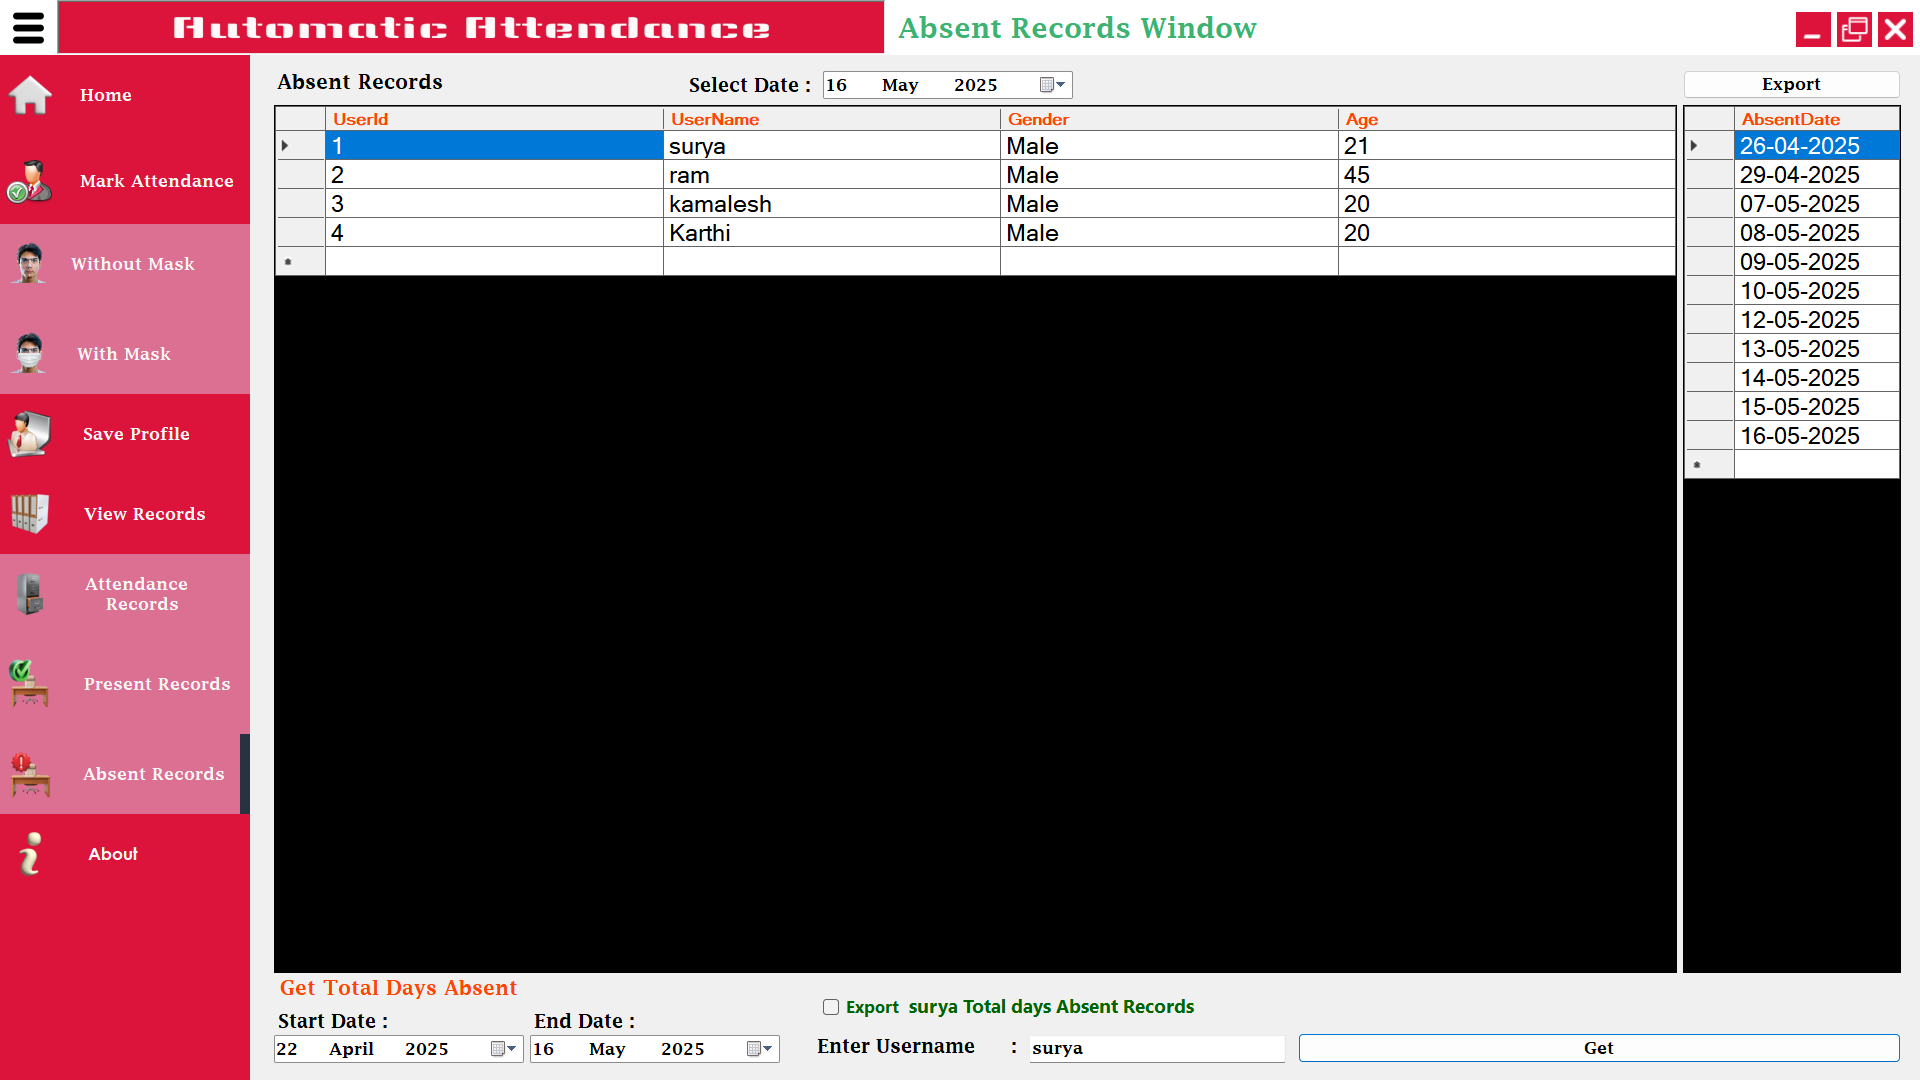 Automatic Attendance
Absent Records Window
Home
Mark Attendance
Without Mask
With Mask
Save Profile
View Records
Attendance
Records
Present Records
Absent Records
About
Absent Records
Select Date : 16 May 2025
Export
UserId UserName Gender Age
1 surya Male 21
2 ram Male 45
3 kamalesh Male 20
4 Karthi Male 20
AbsentDate
26-04-2025
29-04-2025
07-05-2025
08-05-2025
09-05-2025
10-05-2025
12-05-2025
13-05-2025
14-05-2025
15-05-2025
16-05-2025
Get Total Days Absent
Start Date : End Date :
22 April 2025 16 May 2025
Export surya Total days Absent Records
Enter Username : surya
Get